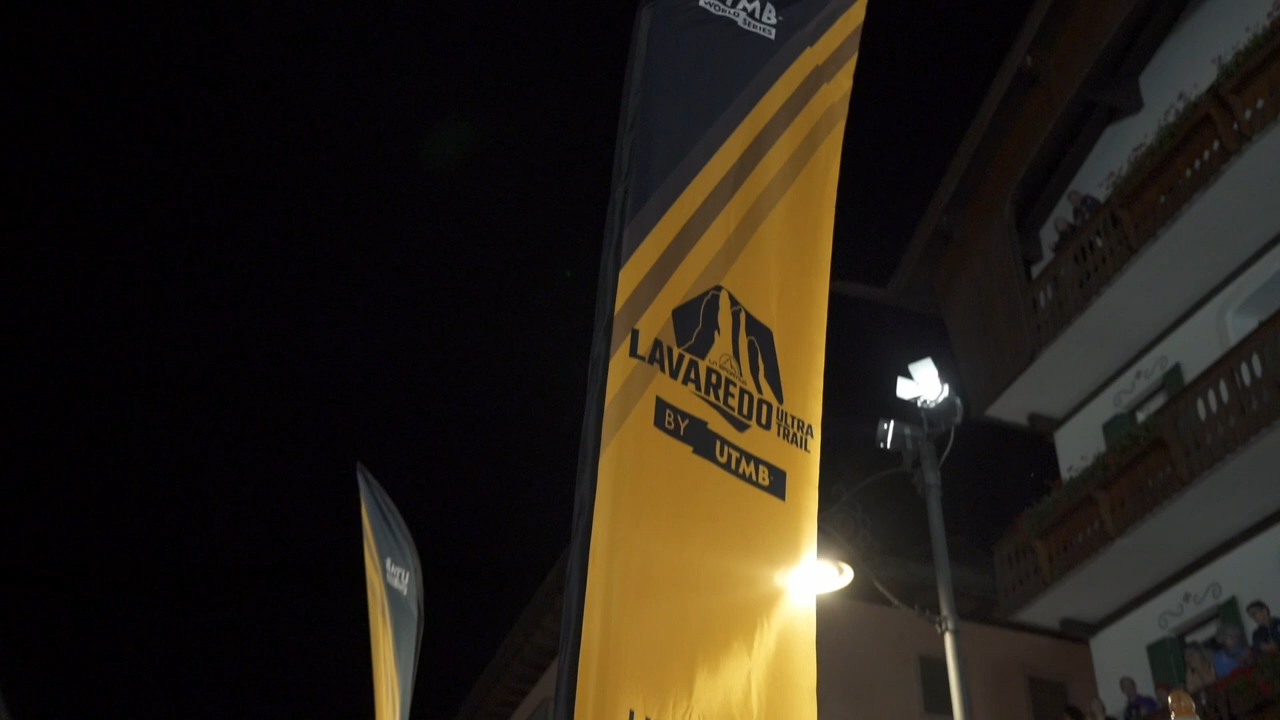 UTMB
WORLD SERIES
LAVAREDO
ULTRA
TRAIL
BY UTMB